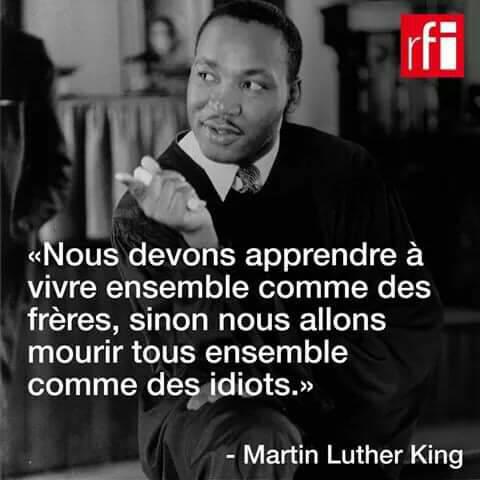 rfi
«Nous devons apprendre à
vivre ensemble comme des
frères, sinon nous allons
mourir tous ensemble
comme des idiots.»
- Martin Luther King